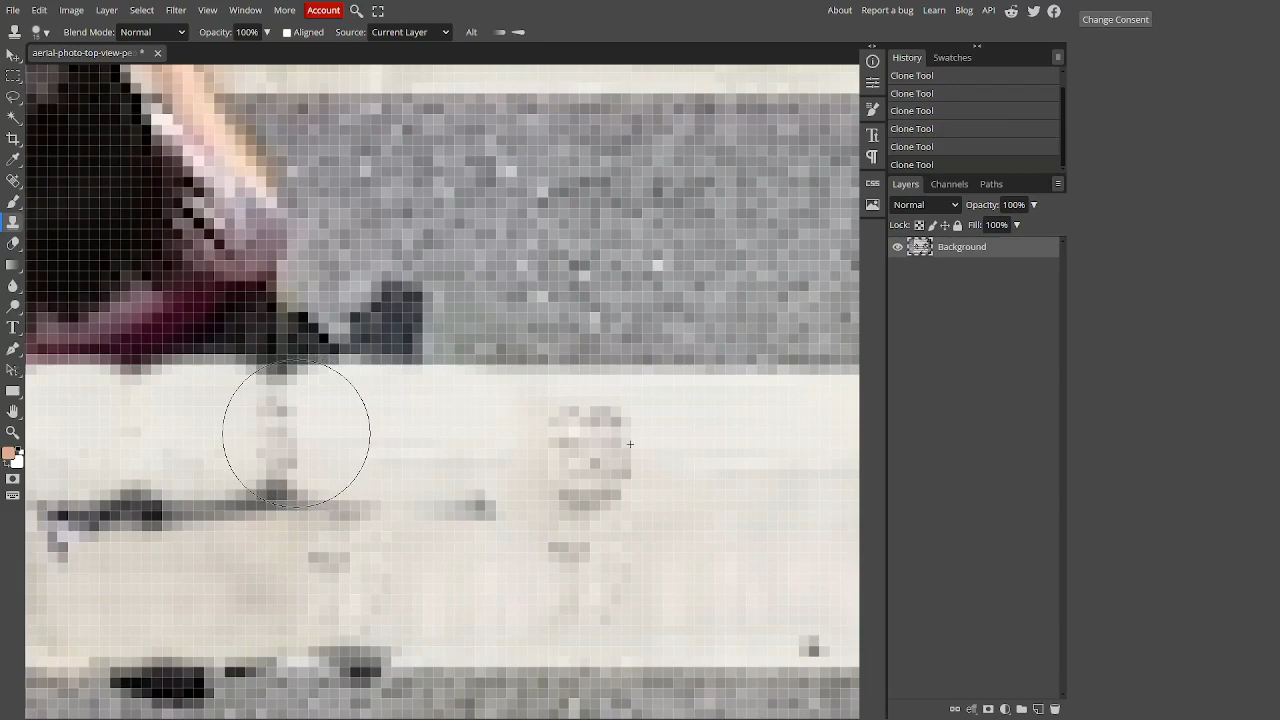 File Edit Image Layer Select Filter View Window More Account
About Report a bug Learn Blog API
Change Consent
Blend Mode: Normal Opacity: 100% Aligned Source: Current Layer Alt
aerial-photo-top-view-pe *
History Swatches
Clone Tool
Clone Tool
Clone Tool
Clone Tool
Clone Tool
Clone Tool
Layers Channels Paths
Normal Opacity: 100%
Lock: Fill: 100%
Background
CSS